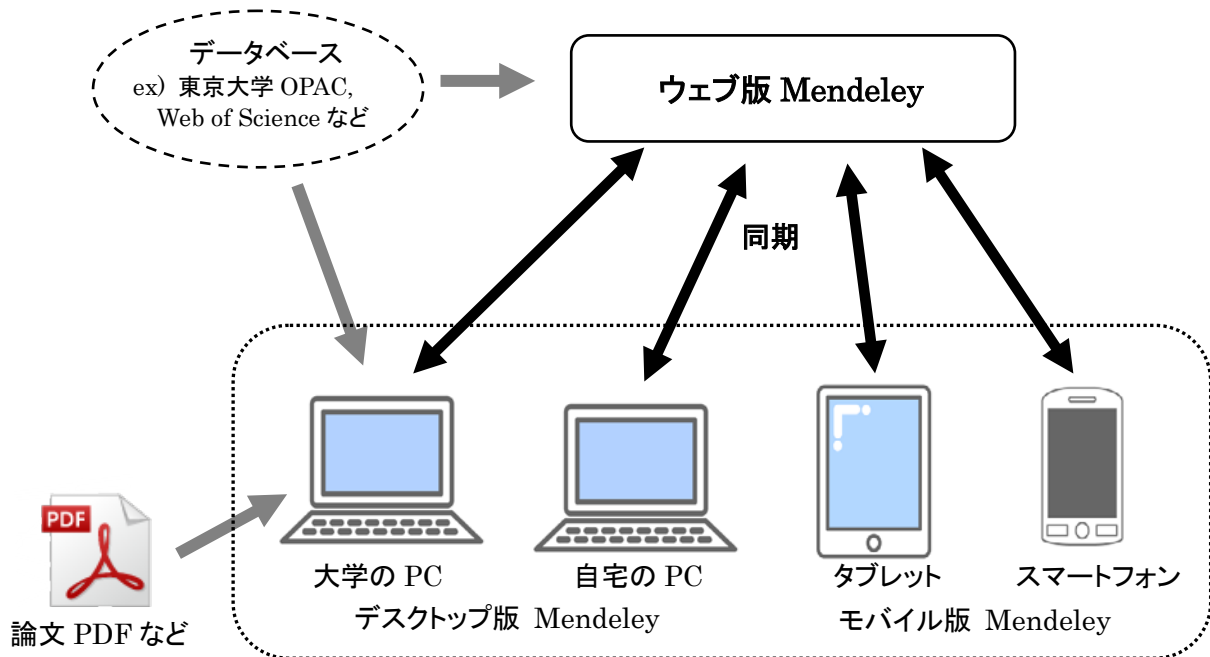 データベース
ex) 東京大学 OPAC,
Web of Science など
ウェブ版 Mendeley
同期
PDF
論文 PDF など
大学の PC
自宅の PC
タブレット
スマートフォン
デスクトップ版 Mendeley
モバイル版 Mendeley